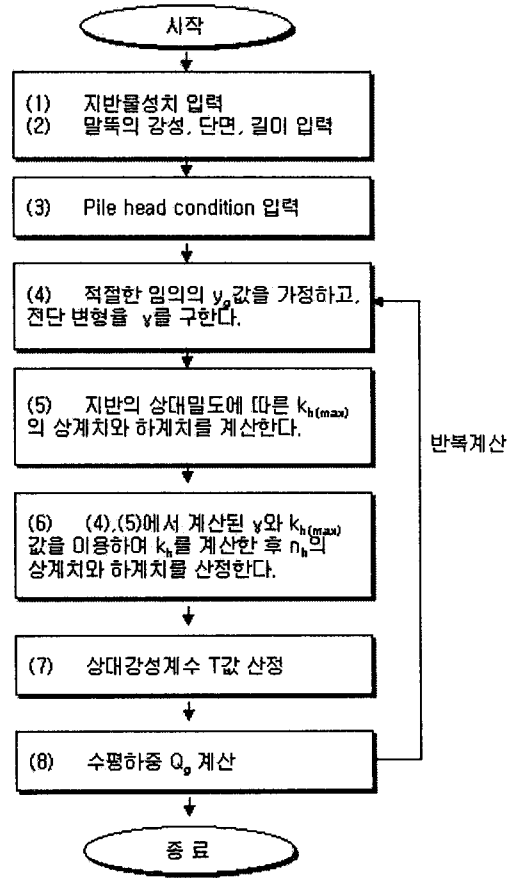 시작
(1) 지반물성치 입력
(2) 말뚝의 강성, 단면, 길이 입력
(3) Pile head condition 입력
(4) 적절한 임의의 y_g값을 가정하고,
전단 변형율 γ를 구한다.
(5) 지반의 상대밀도에 따른 k_h(max)
의 상계치와 하계치를 계산한다.
(6) (4),(5)에서 계산된 γ와 k_h(max)
값을 이용하여 k_h를 계산한 후 n_h의
상계치와 하계치를 산정한다.
(7) 상대강성계수 T값 산정
(8) 수평하중 Q_g 계산
종 료
반복계산